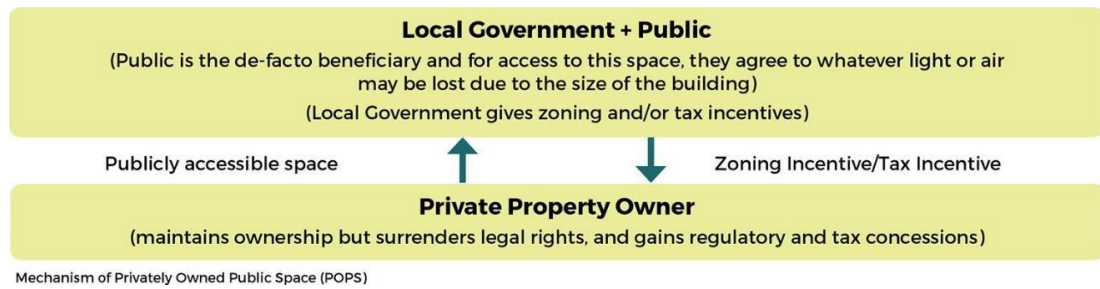 Local Government + Public
(Public is the de-facto beneficiary and for access to this space, they agree to whatever light or air
may be lost due to the size of the building)
(Local Government gives zoning and/or tax incentives)
Publicly accessible space
Zoning Incentive/Tax Incentive
Private Property Owner
(maintains ownership but surrenders legal rights, and gains regulatory and tax concessions)
Mechanism of Privately Owned Public Space (POPS)